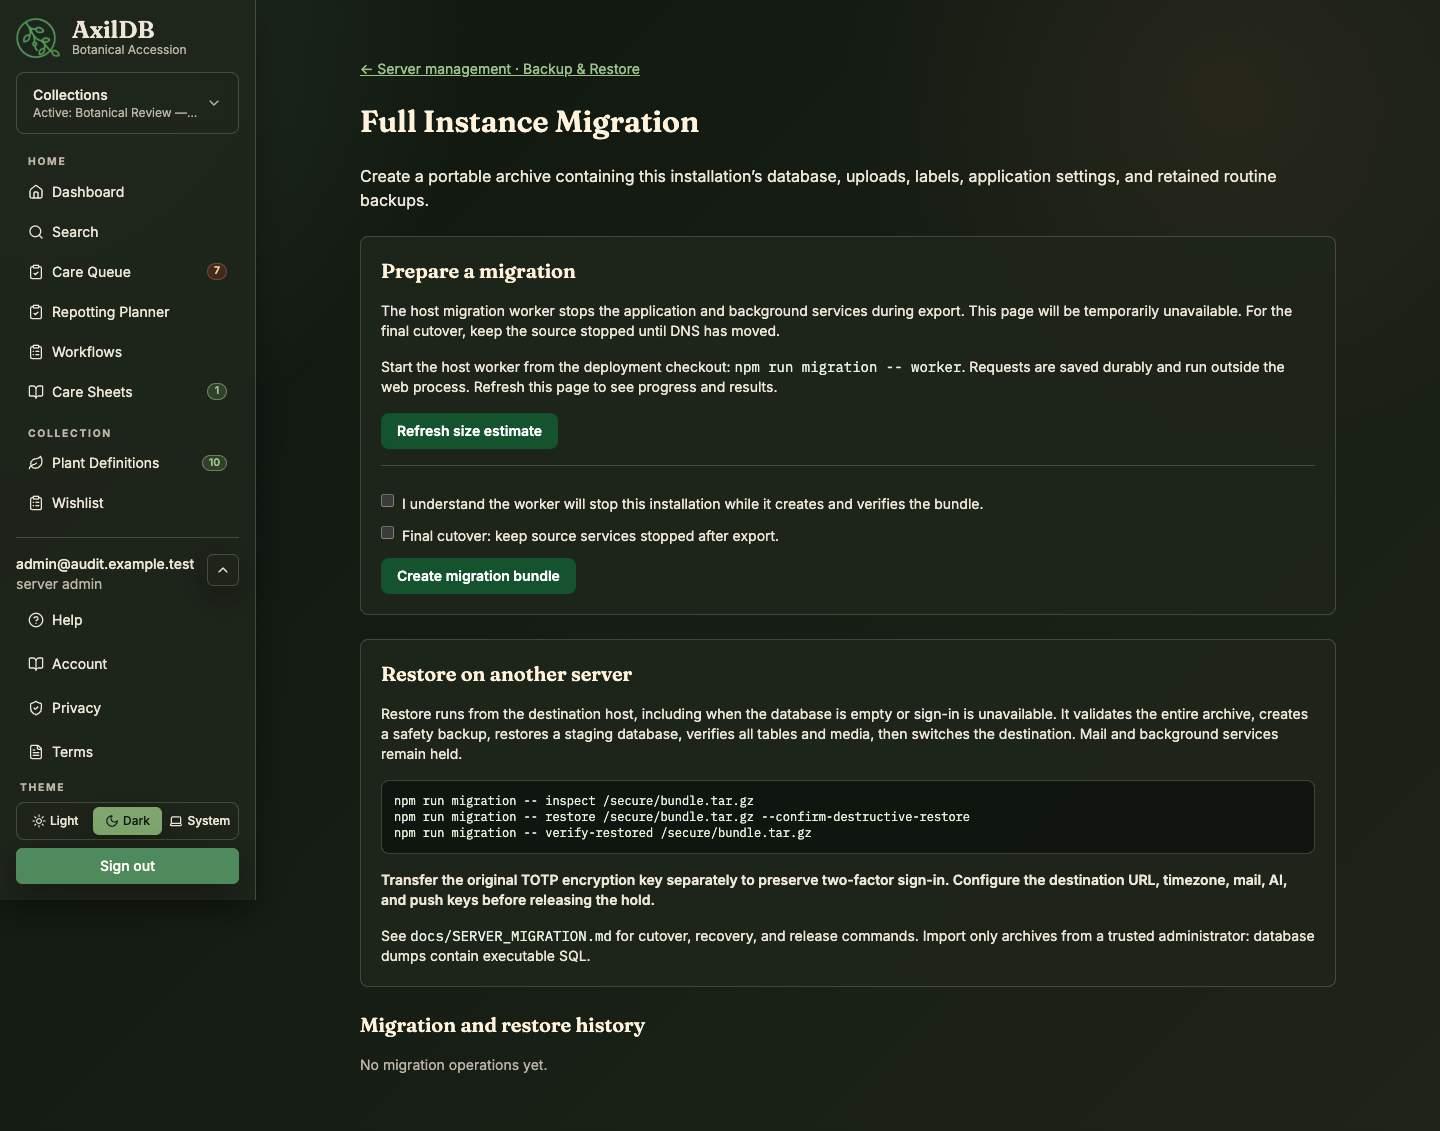 AxilDB
Botanical Accession
Collections
Active: Botanical Review —...
HOME
Dashboard
Search
Care Queue 7
Repotting Planner
Workflows
Care Sheets 1
COLLECTION
Plant Definitions 10
Wishlist
admin@audit.example.test
server admin
Help
Account
Privacy
Terms
THEME
Light Dark System
Sign out
← Server management · Backup & Restore
Full Instance Migration
Create a portable archive containing this installation’s database, uploads, labels, application settings, and retained routine
backups.
Prepare a migration
The host migration worker stops the application and background services during export. This page will be temporarily unavailable. For the
final cutover, keep the source stopped until DNS has moved.
Start the host worker from the deployment checkout: npm run migration -- worker. Requests are saved durably and run outside the
web process. Refresh this page to see progress and results.
Refresh size estimate
I understand the worker will stop this installation while it creates and verifies the bundle.
Final cutover: keep source services stopped after export.
Create migration bundle
Restore on another server
Restore runs from the destination host, including when the database is empty or sign-in is unavailable. It validates the entire archive, creates
a safety backup, restores a staging database, verifies all tables and media, then switches the destination. Mail and background services
remain held.
npm run migration -- inspect /secure/bundle.tar.gz
npm run migration -- restore /secure/bundle.tar.gz --confirm-destructive-restore
npm run migration -- verify-restored /secure/bundle.tar.gz
Transfer the original TOTP encryption key separately to preserve two-factor sign-in. Configure the destination URL, timezone, mail, AI,
and push keys before releasing the hold.
See docs/SERVER_MIGRATION.md for cutover, recovery, and release commands. Import only archives from a trusted administrator: database
dumps contain executable SQL.
Migration and restore history
No migration operations yet.